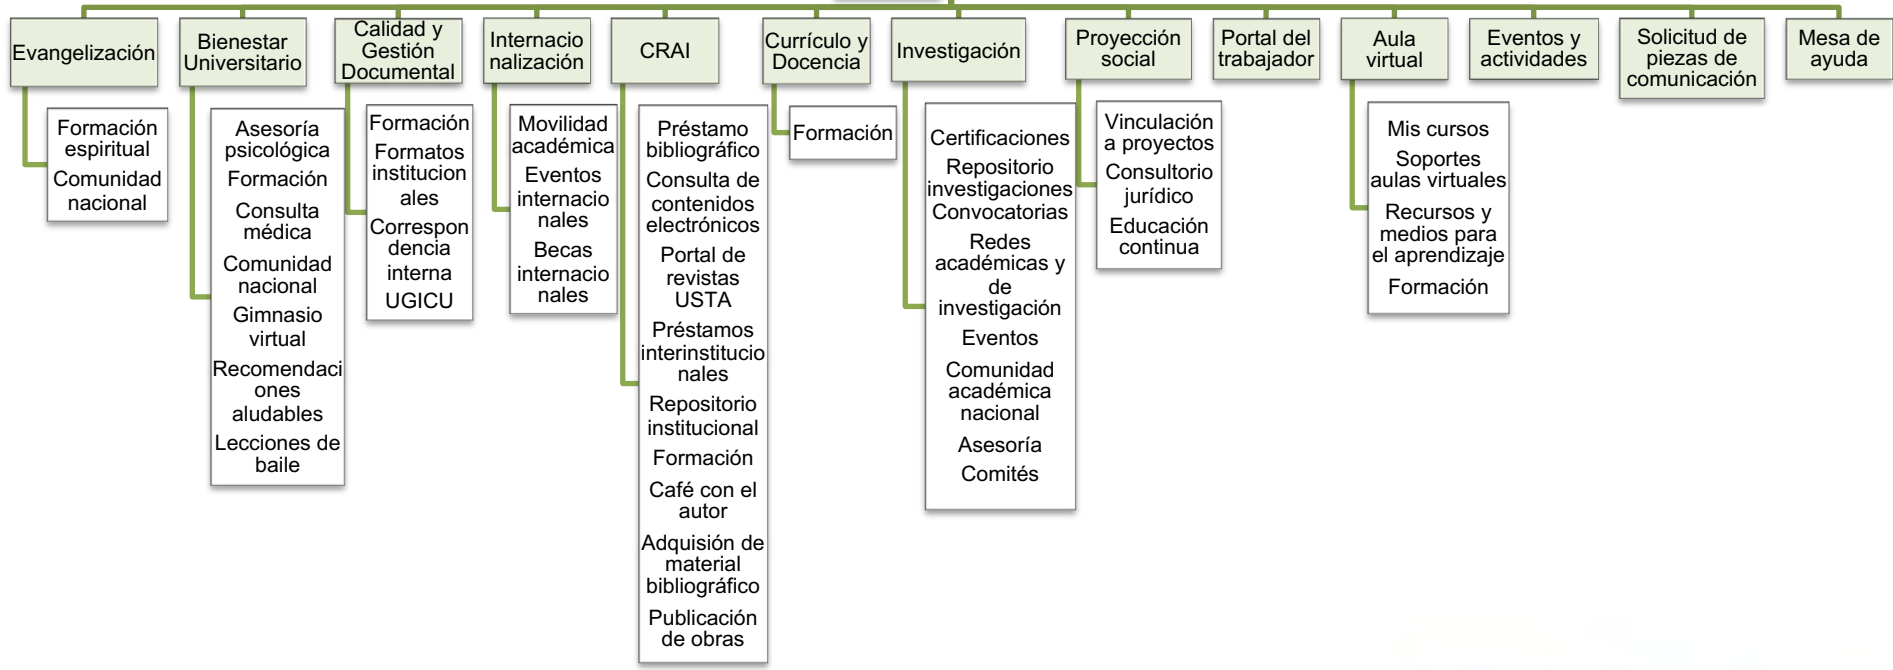 Evangelización
Bienestar
Universitario
Calidad y
Gestión
Documental
Internacio
nalización
CRAI
Currículo y
Docencia
Investigación
Proyección
social
Portal del
trabajador
Aula
virtual
Eventos y
actividades
Solicitud de
piezas de
comunicación
Mesa de
ayuda
Formación
espiritual
Comunidad
nacional
Asesoría
psicológica
Formación
Consulta
médica
Comunidad
nacional
Gimnasio
virtual
Recomendaci
ones
aludables
Lecciones de
baile
Formación
Formatos
institucion
ales
Correspon
dencia
interna
UGICU
Movilidad
académica
Eventos
internacio
nales
Becas
internacio
nales
Préstamo
bibliográfico
Consulta de
contenidos
electrónicos
Portal de
revistas
USTA
Préstamos
interinstitucio
nales
Repositorio
institucional
Formación
Café con el
autor
Adquisión de
material
bibliográfico
Publicación
de obras
Formación
Certificaciones
Repositorio
investigaciones
Convocatorias
Redes
académicas y
de
investigación
Eventos
Comunidad
académica
nacional
Asesoría
Comités
Vinculación
a proyectos
Consultorio
jurídico
Educación
continua
Mis cursos
Soportes
aulas virtuales
Recursos y
medios para
el aprendizaje
Formación